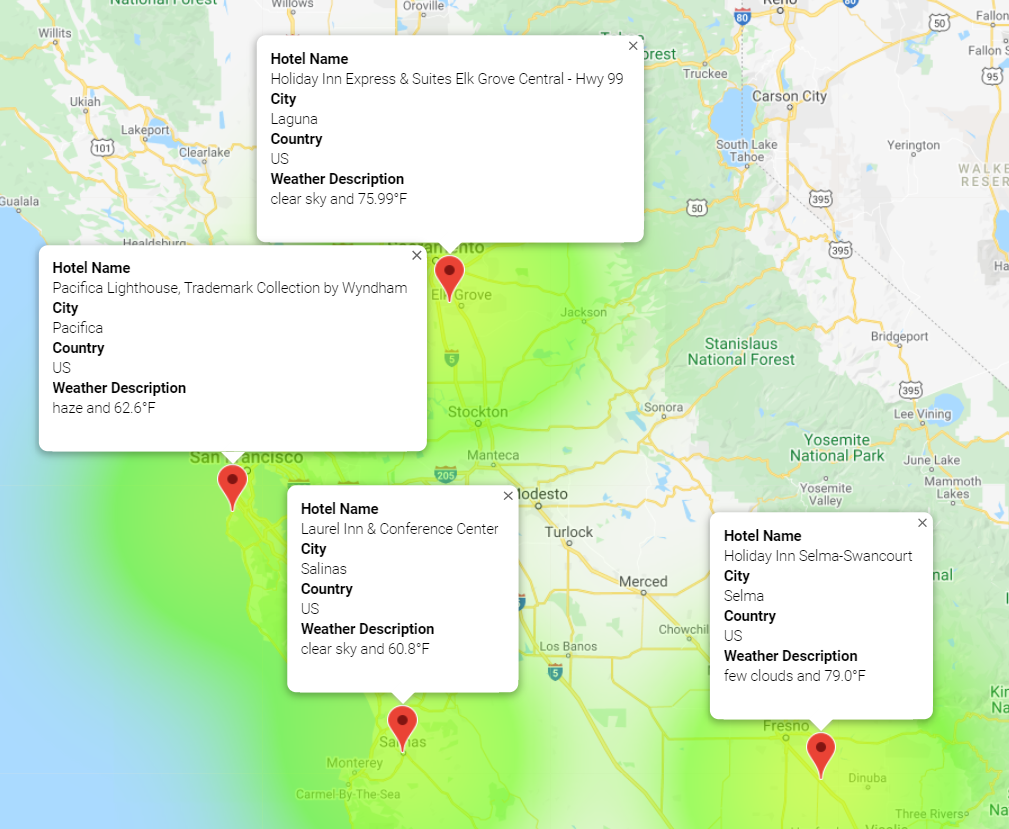 National Forest
Willows
Oroville
80
Reno
80
50
Fallon
Willits
Tahoe
Forest
Fallon S
95
Truckee
Carson City
Ukiah
Lakeport
101
Clearlake
South Lake
Tahoe
Yerington
WALKE
RESER
395
50
Gualala
Healdsburg
395
Hotel Name
Holiday Inn Express & Suites Elk Grove Central - Hwy 99
City
Laguna
Country
US
Weather Description
clear sky and 75.99°F
Sacramento
Elk Grove
Ha
Jackson
5
Bridgeport
Stanislaus
National Forest
395
Lee Vining
Hotel Name
Pacifica Lighthouse, Trademark Collection by Wyndham
City
Pacifica
Country
US
Weather Description
haze and 62.6°F
Stockton
Sonora
Yosemite
National Park
Manteca
June Lake
San Francisco
205
Modesto
Yosemite
Valley
Mammoth
Lakes
Turlock
Merced
Chowchil
Los Banos
5
Hotel Name
Laurel Inn & Conference Center
City
Salinas
Country
US
Weather Description
clear sky and 60.8°F
Hotel Name
Holiday Inn Selma-Swancourt
City
Selma
Country
US
Weather Description
few clouds and 79.0°F
nal
Kin
Na
Fresno
Salinas
Monterey
Carmel-By-The-Sea
Dinuba
Three Rivers
Visalia